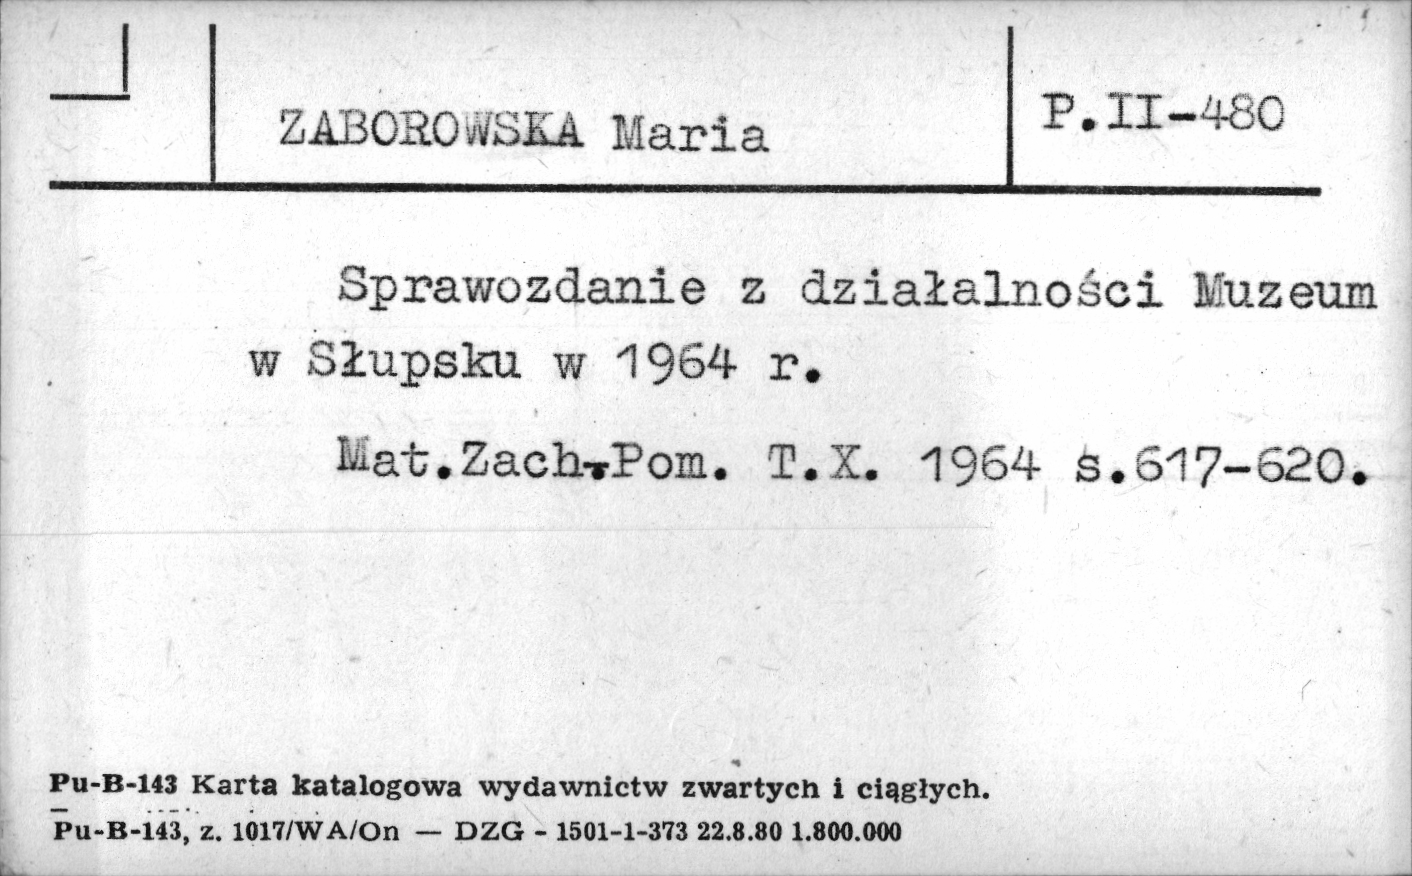 ZABOROWSKA Maria
P.II-480
Sprawozdanie z działalności Muzeum
w Słupsku w 1964 r.
Mat.Zach.Pom. T.X. 1964 s.617-620.
Pu-B-143 Karta katalogowa wydawnictw zwartych i ciągłych.
Pu-B-143, z. 1017/WA/On — DZG - 1501-1-373 22.8.80 1.800.000